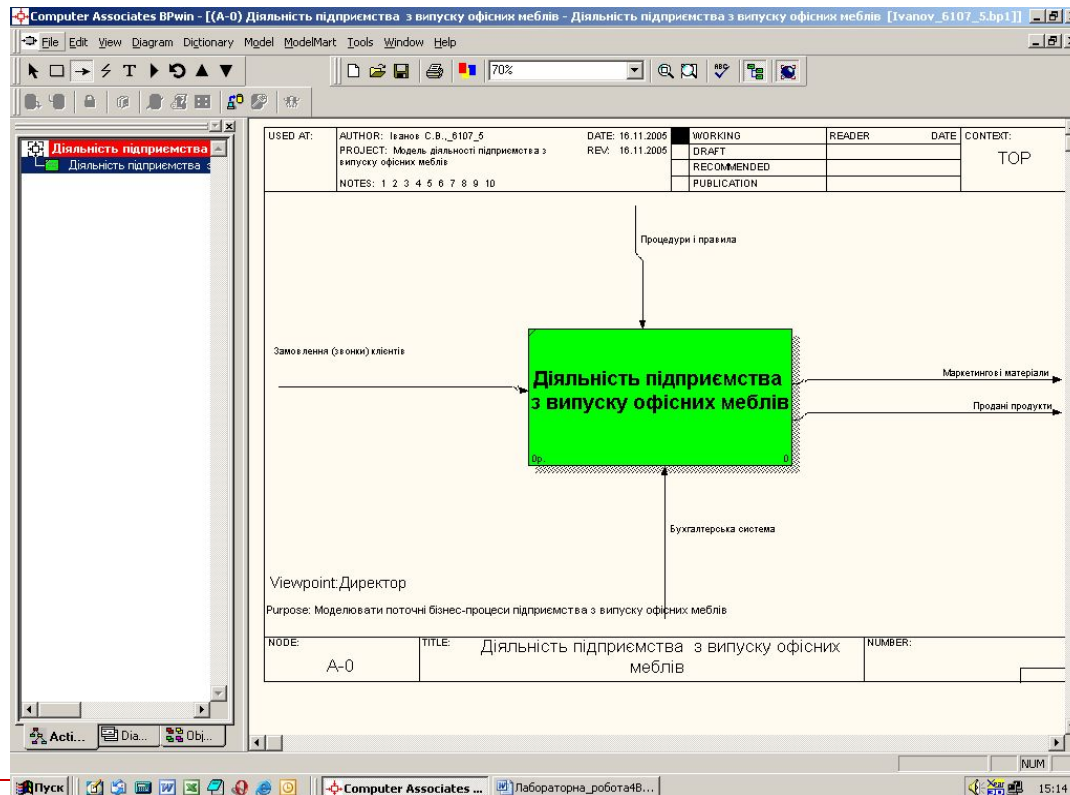 Computer Associates BPwin - [(A-0) Діяльність підприємства з випуску офісних меблів - Діяльність підприємства з випуску офісних меблів [Ivanov_6107_5.bp1]]
File Edit View Diagram Dictionary Model ModelMart Tools Window Help
70%
ABC
Діяльність підприємства
Діяльність підприємства з
USED AT:
AUTHOR: Іванов С.В.,_6107_5
DATE: 16.11.2005
WORKING
READER
DATE
CONTEXT:
PROJECT: Модель діяльності підприємства з
REV: 16.11.2005
DRAFT
TOP
випуску офісних меблів
RECOMMENDED
NOTES: 1 2 3 4 5 6 7 8 9 10
PUBLICATION
Процедури і правила
Замовлення (звонки) клієнтів
Діяльність підприємства
з випуску офісних меблів
Маркетингові матеріали
Продані продукти
0р.
0
Бухгалтерська система
Viewpoint:Директор
Purpose: Моделювати поточні бізнес-процеси підприємства з випуску офісних меблів
NODE:
TITLE:
NUMBER:
A-0
Діяльність підприємства з випуску офісних
меблів
Acti...
Dia...
Obj...
NUM
Пуск
Computer Associates ...
Лабораторна_робота4В...
15:14